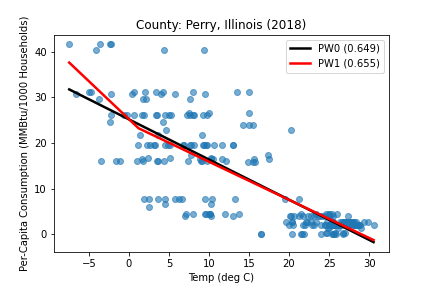 County: Perry, Illinois (2018)
PW0 (0.649)
PW1 (0.655)
Per-Capita Consumption (MMBtu/1000 Households)
40
30
20
10
0
−5 0 5 10 15 20 25 30
Temp (deg C)